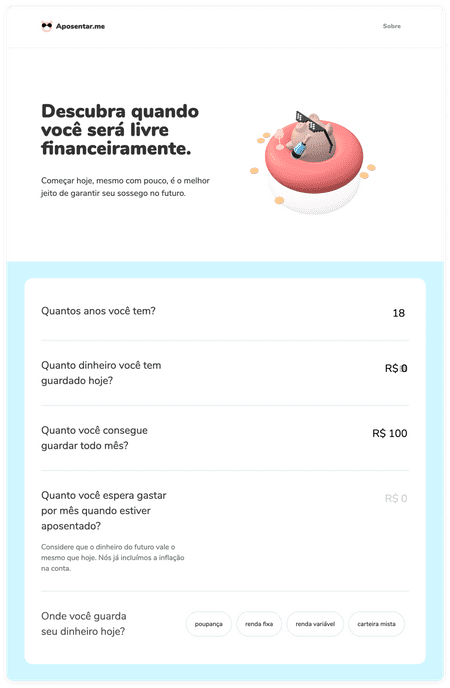 Aposentar.me
Sobre
Descubra quando
você será livre
financeiramente.
Começar hoje, mesmo com pouco, é o melhor
jeito de garantir seu sossego no futuro.
Quantos anos você tem?
18
Quanto dinheiro você tem
guardado hoje?
R$ 0
Quanto você consegue
guardar todo mês?
R$ 100
Quanto você espera gastar
por mês quando estiver
aposentado?
R$ 0
Considere que o dinheiro do futuro vale o
mesmo que hoje. Nós já incluímos a inflação
na conta.
Onde você guarda
seu dinheiro hoje?
poupança
renda fixa
renda variável
carteira mista